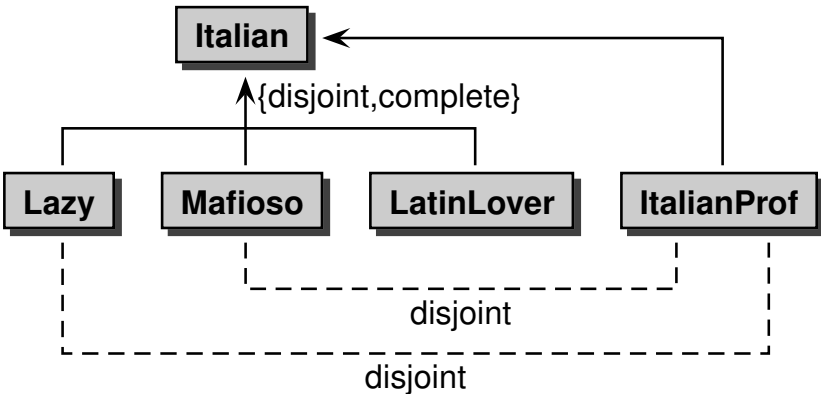 Italian
{disjoint,complete}
Lazy
Mafioso
LatinLover
ItalianProf
disjoint
disjoint